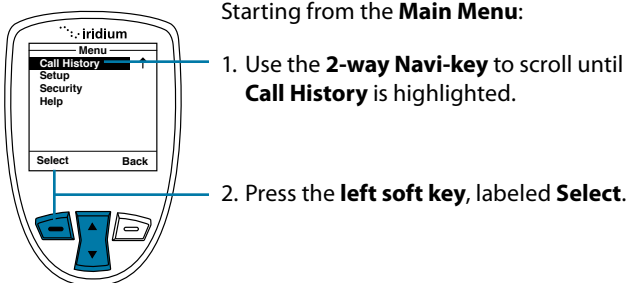 Starting from the Main Menu:
iridium
Menu
Call History
Setup
Security
Help
Select Back
1. Use the 2-way Navi-key to scroll until
Call History is highlighted.
2. Press the left soft key, labeled Select.